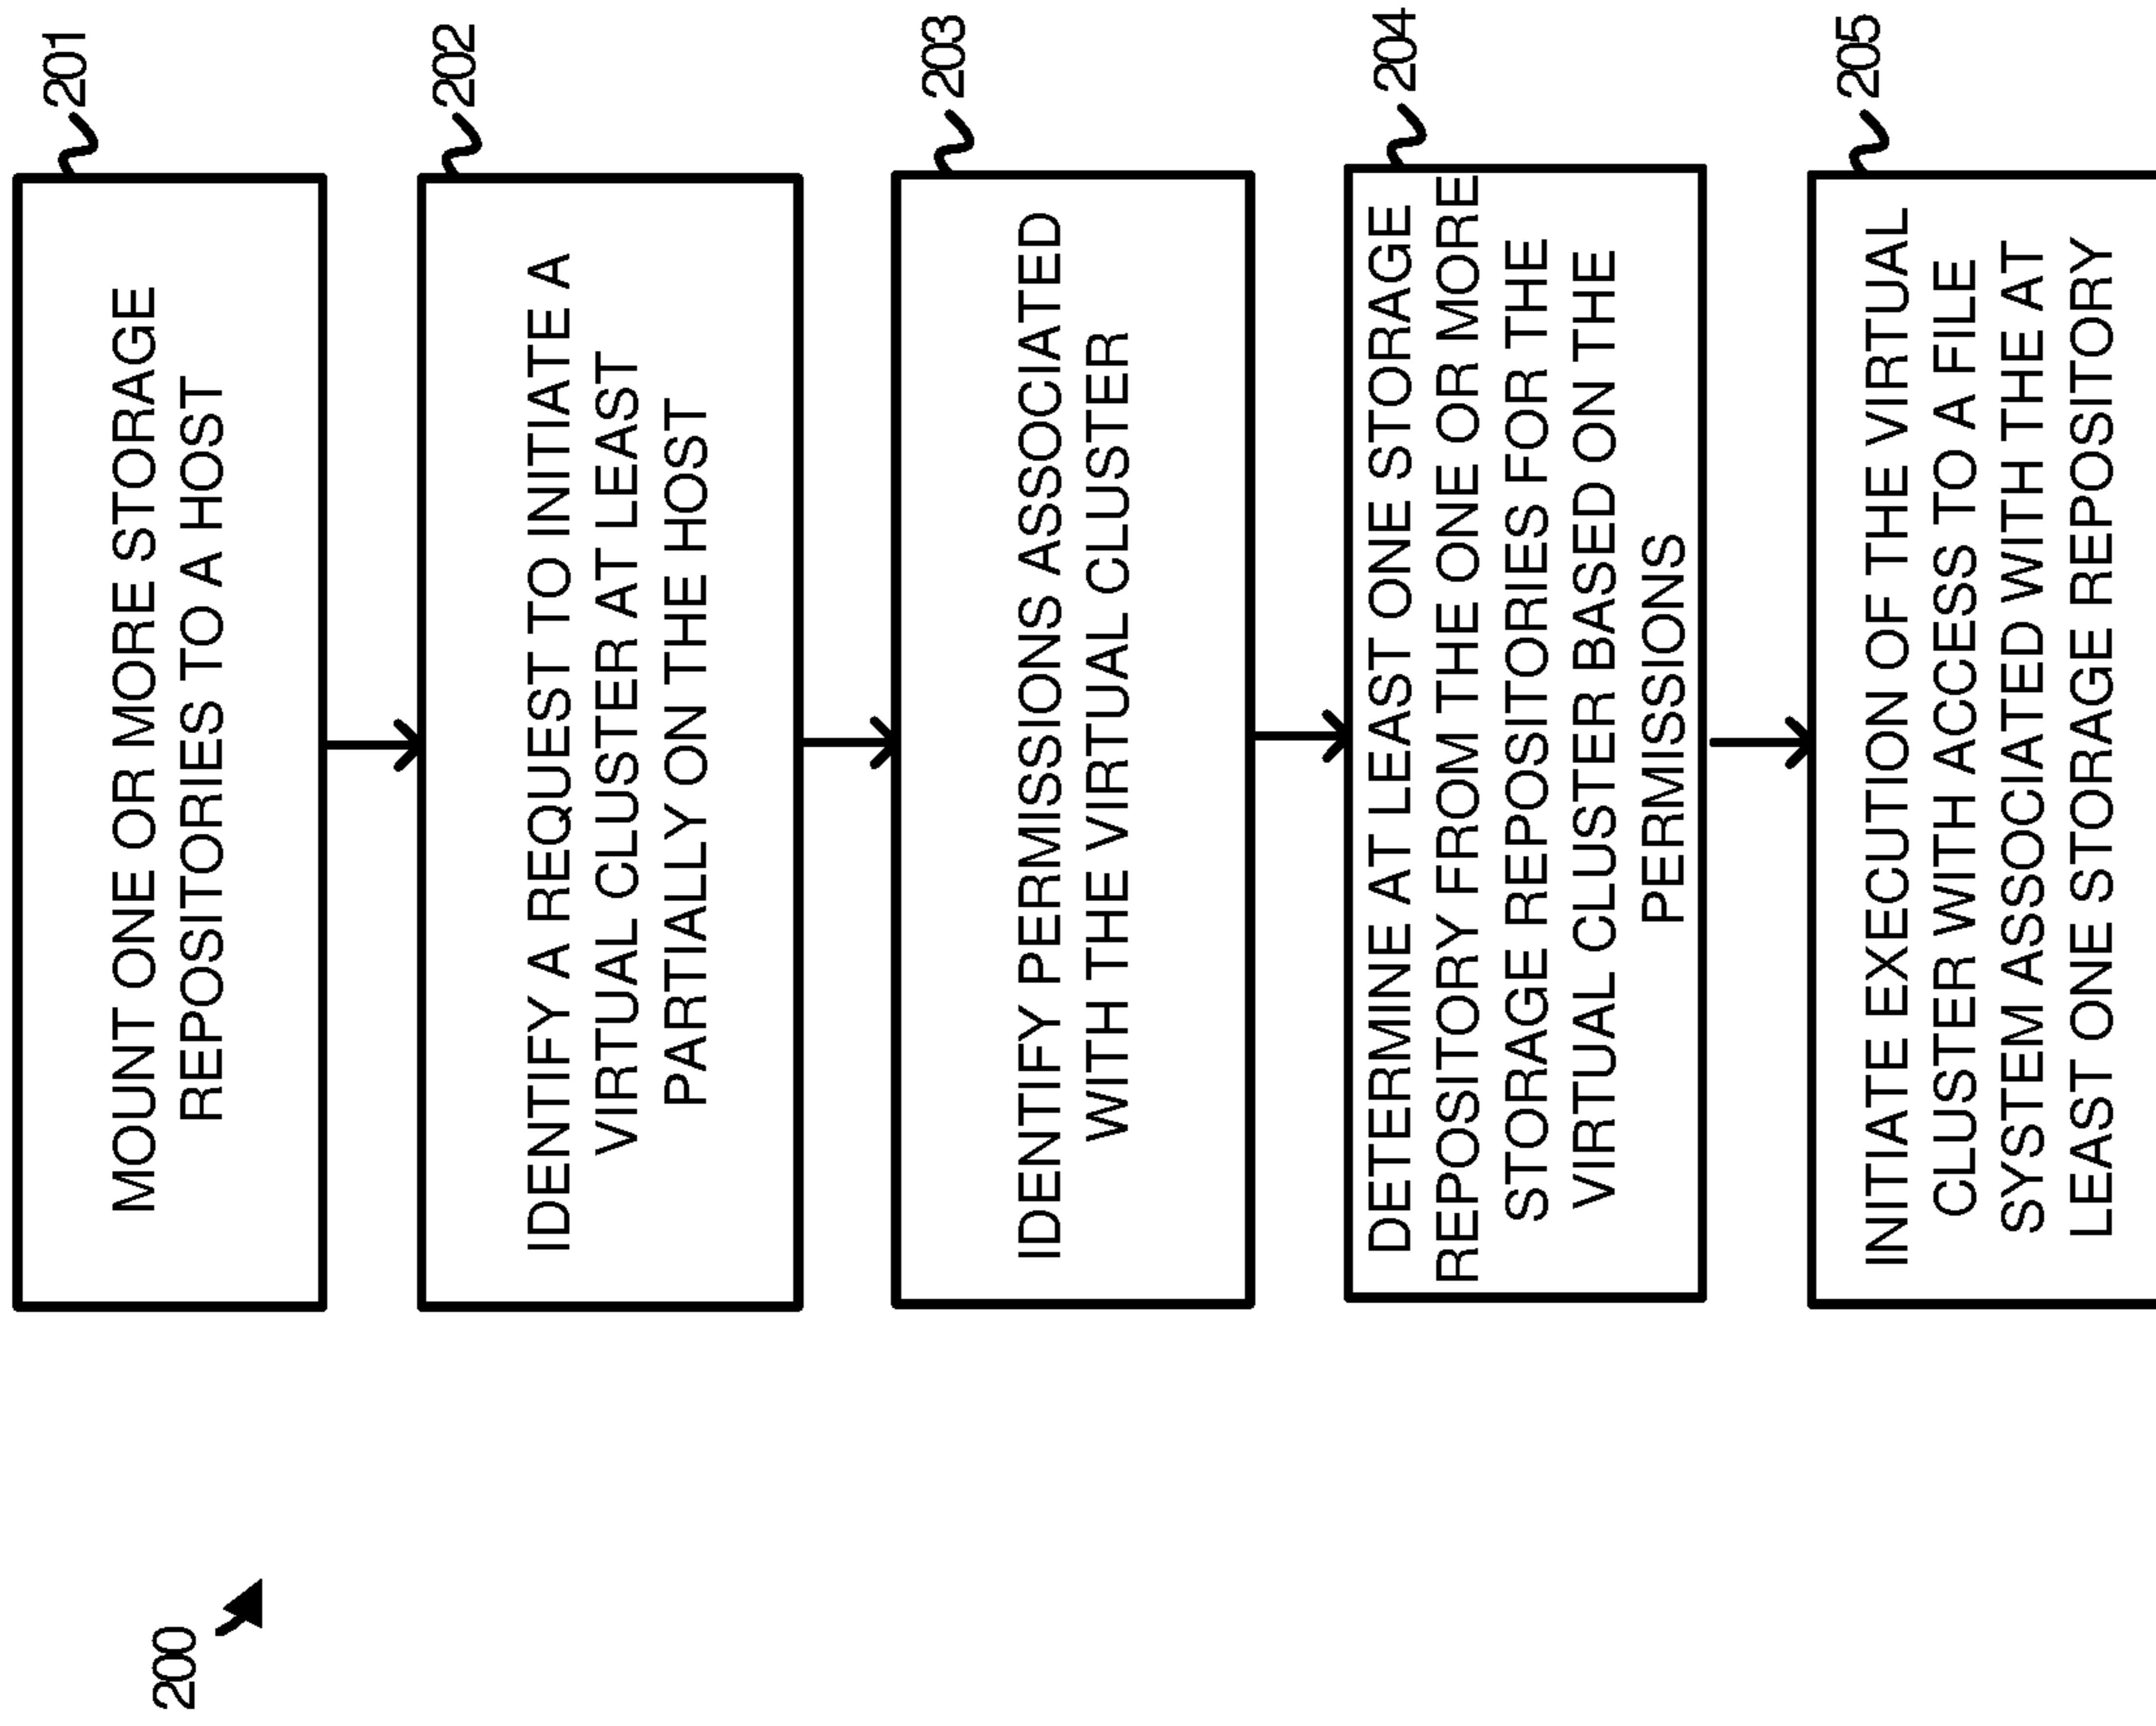 200
201
MOUNT ONE OR MORE STORAGE
REPOSITORIES TO A HOST
202
IDENTIFY A REQUEST TO INITIATE A
VIRTUAL CLUSTER AT LEAST
PARTIALLY ON THE HOST
203
IDENTIFY PERMISSIONS ASSOCIATED
WITH THE VIRTUAL CLUSTER
204
DETERMINE AT LEAST ONE STORAGE
REPOSITORY FROM THE ONE OR MORE
STORAGE REPOSITORIES FOR THE
VIRTUAL CLUSTER BASED ON THE
PERMISSIONS
205
INITIATE EXECUTION OF THE VIRTUAL
CLUSTER WITH ACCESS TO A FILE
SYSTEM ASSOCIATED WITH THE AT
LEAST ONE STORAGE REPOSITORY